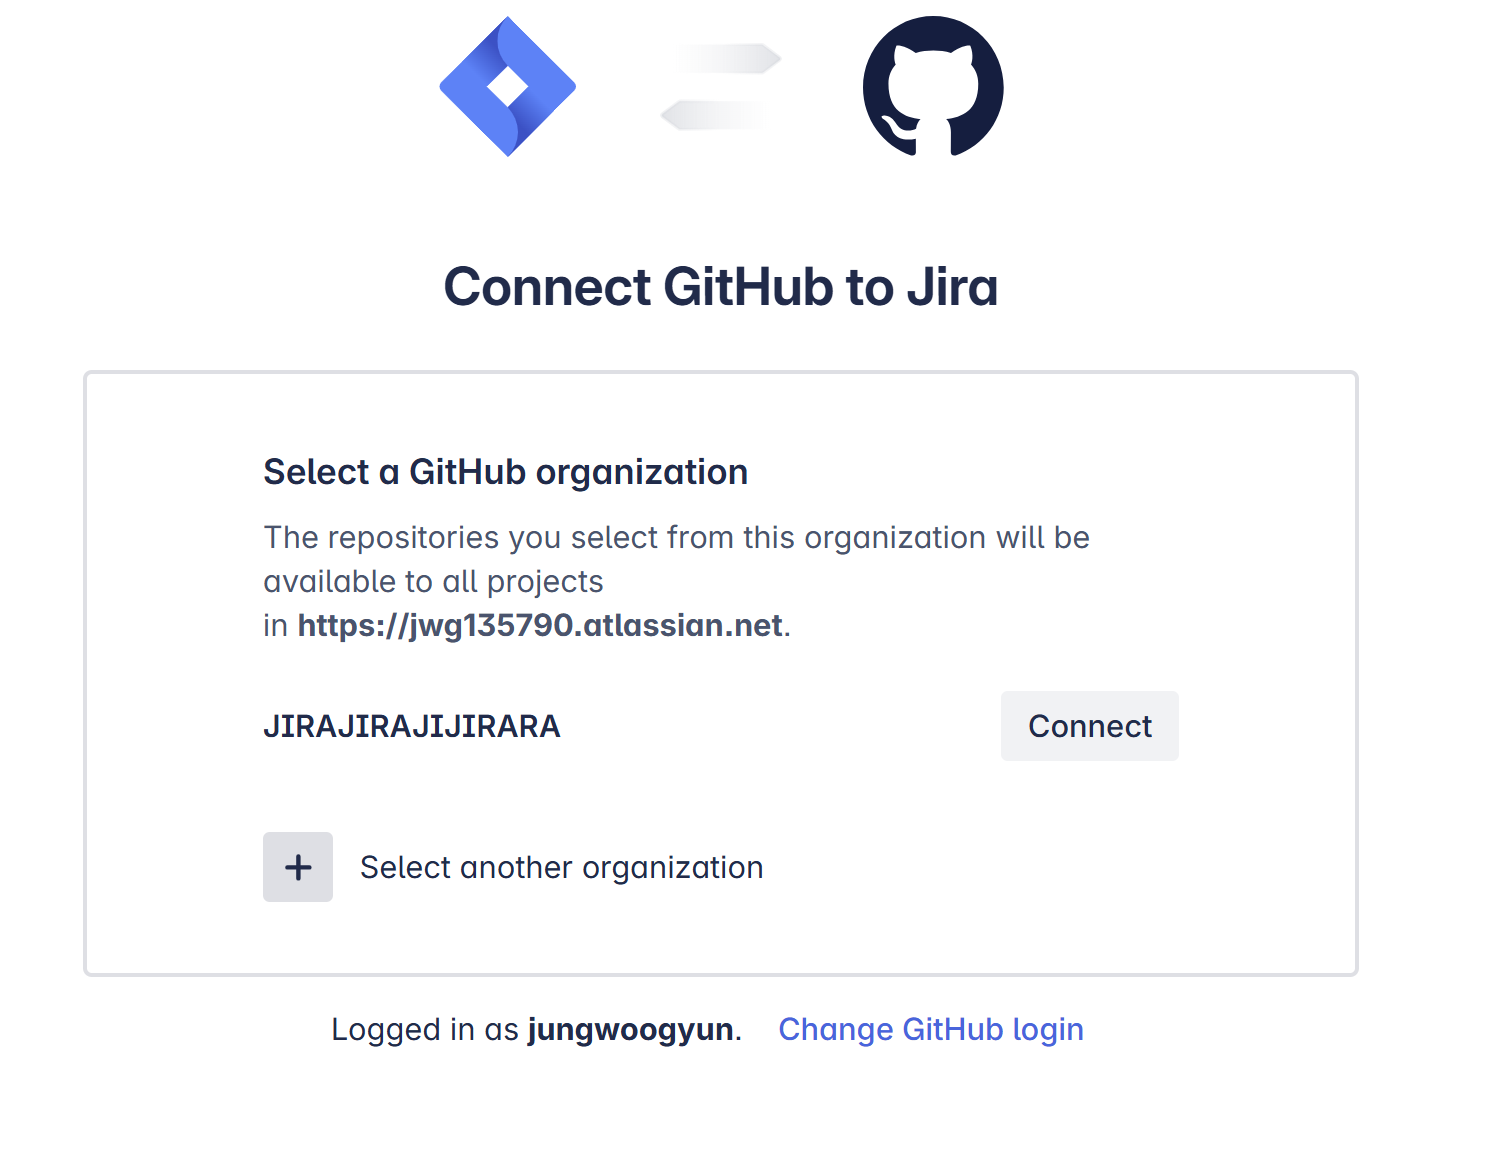 Connect GitHub to Jira
Select a GitHub organization
The repositories you select from this organization will be
available to all projects
in https://jwg135790.atlassian.net.
JIRAJIRAJIJIRARA
Connect
+ Select another organization
Logged in as jungwoogyun. Change GitHub login